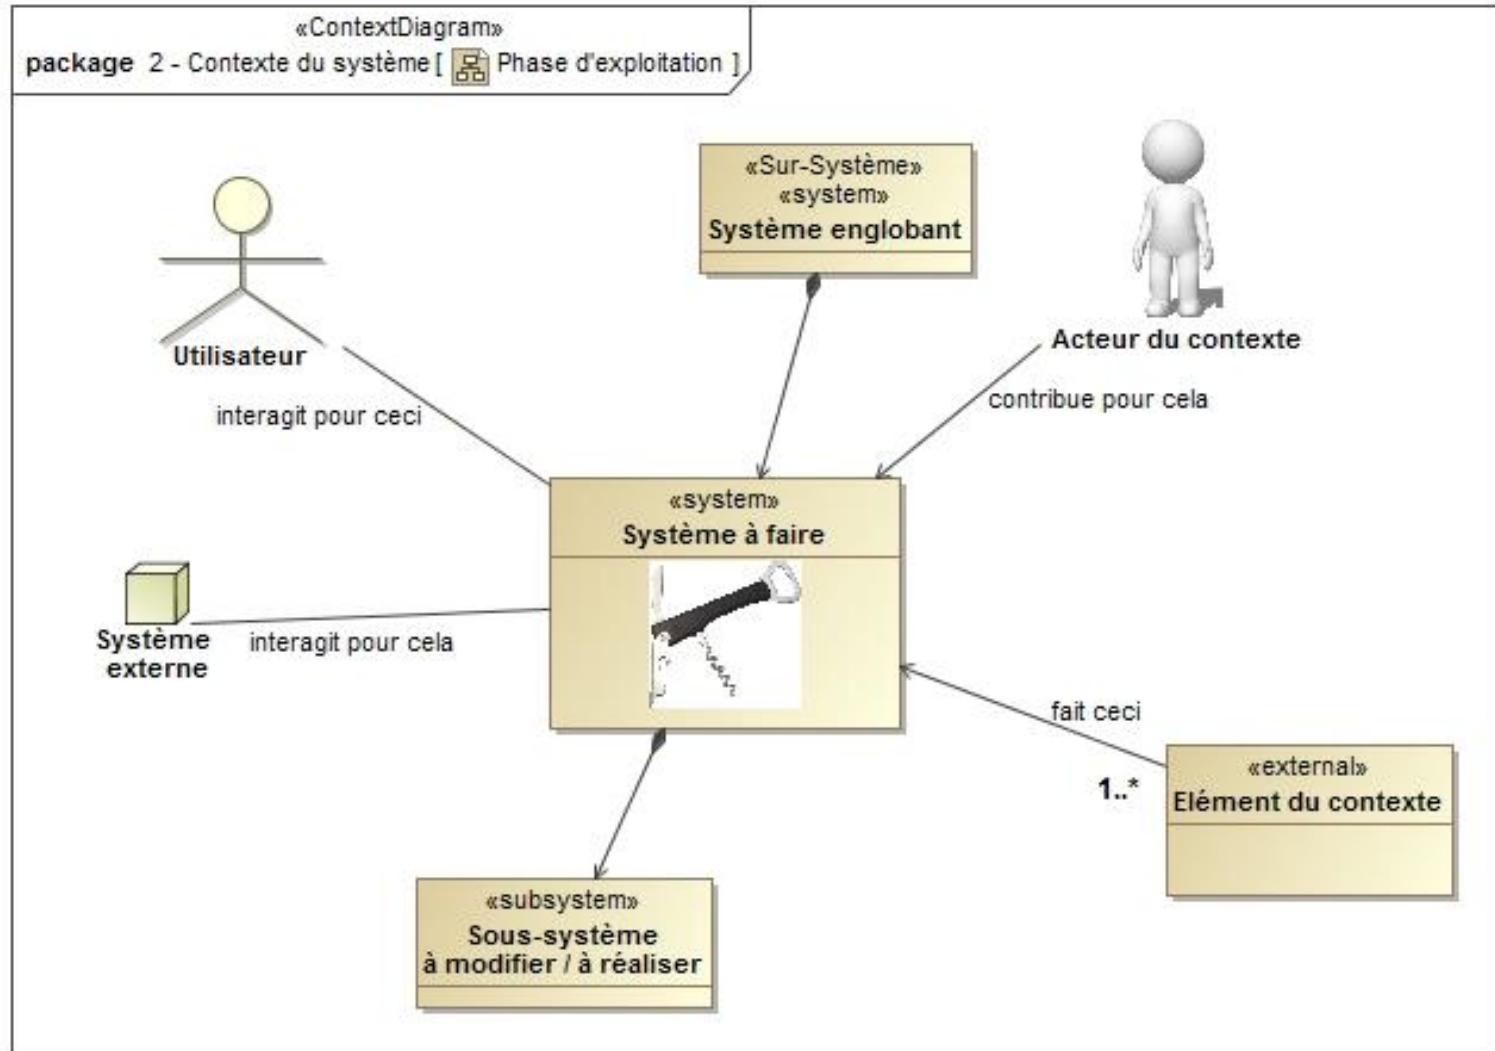 «ContextDiagram»
package 2 - Contexte du système [ Phase d'exploitation ]
«Sur-Système»
«system»
Système englobant
Utilisateur
Acteur du contexte
interagit pour ceci
contribue pour cela
«system»
Système à faire
Système
externe
interagit pour cela
fait ceci
1..*
«external»
Elément du contexte
«subsystem»
Sous-système
à modifier / à réaliser